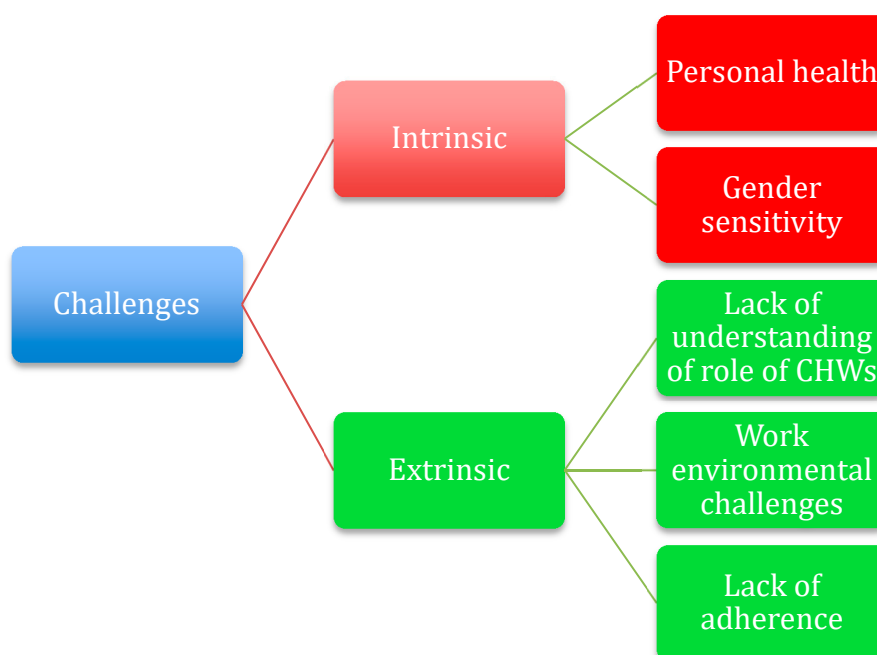 Challenges
Intrinsic
Personal health
Gender
sensitivity
Extrinsic
Lack of
understanding
of role of CHWs
Work
environmental
challenges
Lack of
adherence